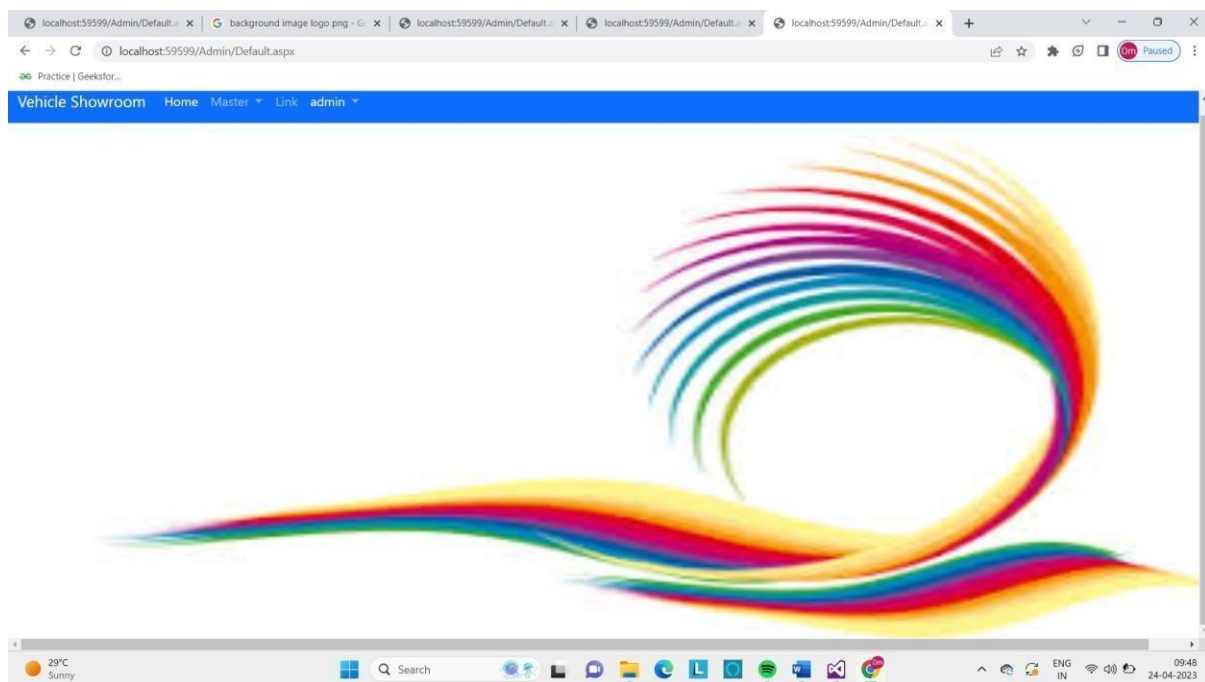 localhost:59599/Admin/Default.a
background image logo png - Go
localhost:59599/Admin/Default.a
localhost:59599/Admin/Default.a
localhost:59599/Admin/Default.a
localhost:59599/Admin/Default.aspx
Paused
Practice | Geeksfor...
Vehicle Showroom Home Master Link admin
29°C
Sunny
Search
ENG
IN
09:48
24-04-2023